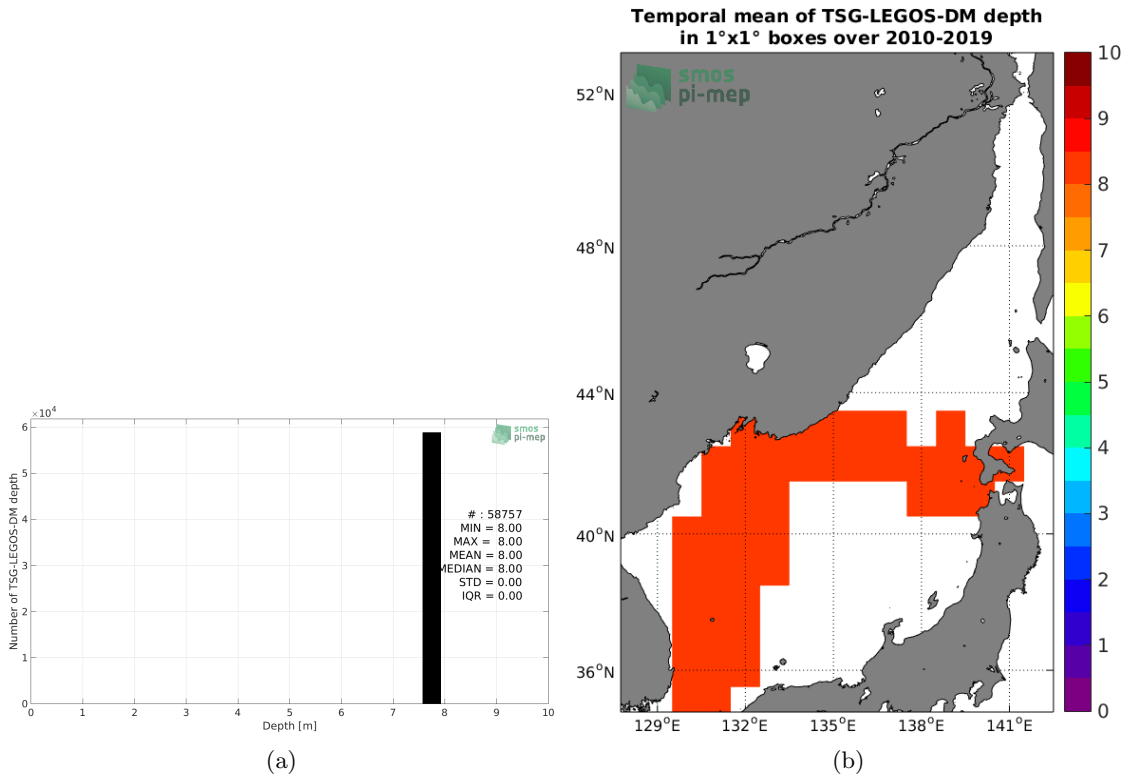 ×10⁴
6
5
4
3
2
1
0
Number of TSG-LEGOS-DM depth
smos
pi-mep
# : 58757
MIN = 8.00
MAX = 8.00
MEAN = 8.00
MEDIAN = 8.00
STD = 0.00
IQR = 0.00
0 1 2 3 4 5 6 7 8 9 10
Depth [m]
(a)
Temporal mean of TSG-LEGOS-DM depth
in 1°x1° boxes over 2010-2019
smos
pi-mep
52°N
48°N
44°N
40°N
36°N
129°E 132°E 135°E 138°E 141°E
10
9
8
7
6
5
4
3
2
1
0
(b)